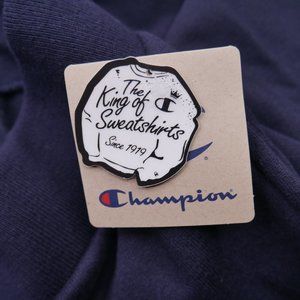 The
King of
Sweatshirts
Since 1919
Champion